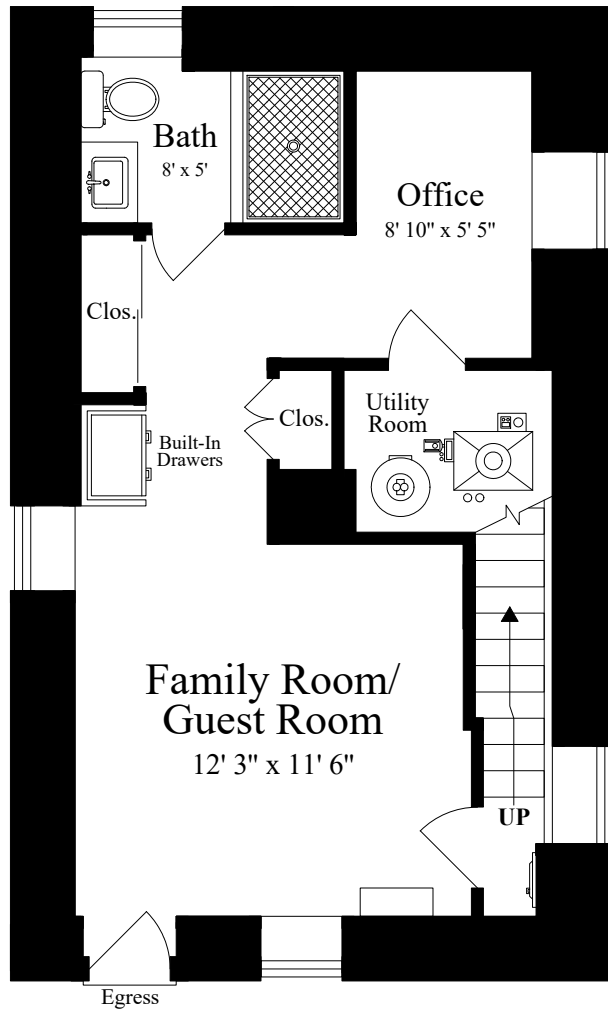 Bath
8' x 5'
Office
8' 10" x 5' 5"
Clos.
Utility
Room
Clos.
Built-In
Drawers
Family Room/
Guest Room
12' 3" x 11' 6"
UP
Egress